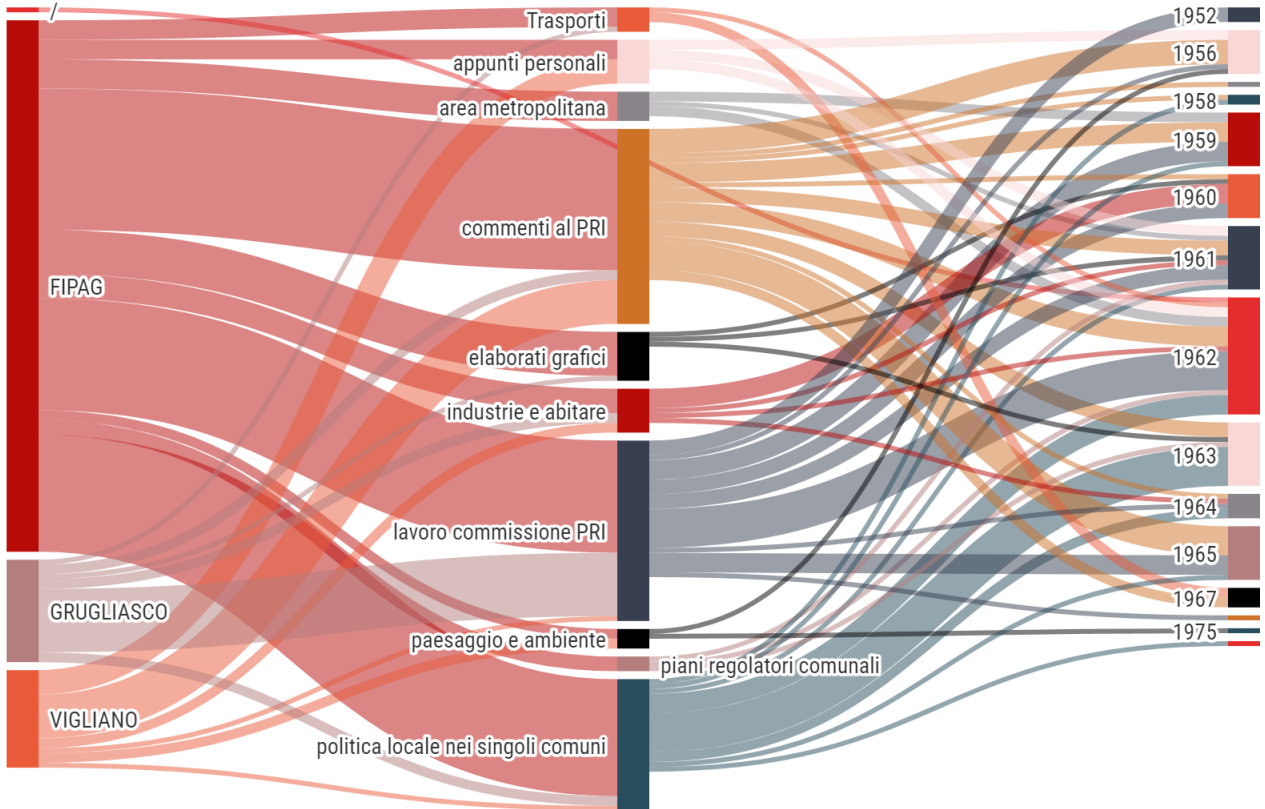 /
FIPAG
GRUGLIASCO
VIGLIANO
Trasporti
appunti personali
area metropolitana
commenti al PRI
elaborati grafici
industrie e abitare
lavoro commissione PRI
paesaggio e ambiente
piani regolatori comunali
politica locale nei singoli comuni
1952
1956
1958
1959
1960
1961
1962
1963
1964
1965
1967
1975